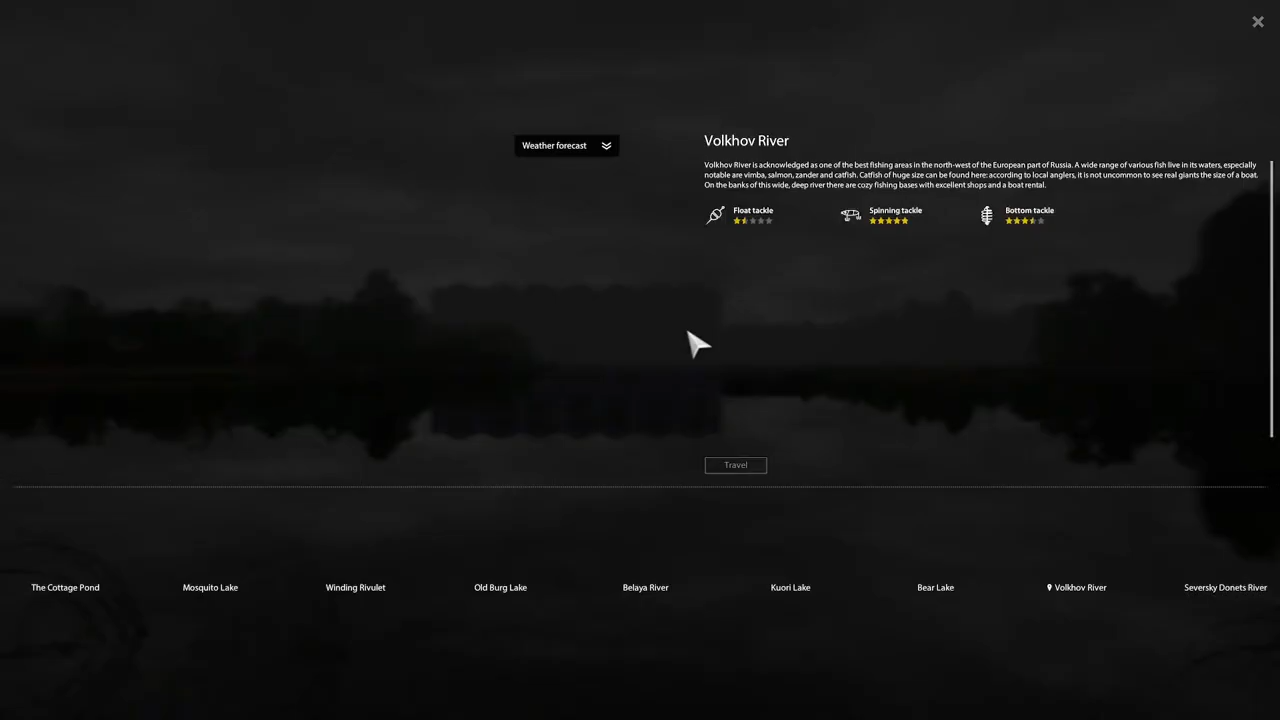 Weather forecast
Volkhov River
Volkhov River is acknowledged as one of the best fishing areas in the north-west of the European part of Russia. A wide range of various fish live in its waters, especially
notable are vimba, salmon, zander and catfish. Catfish of huge size can be found here: according to local anglers, it is not uncommon to see real giants the size of a boat.
On the banks of this wide, deep river there are cozy fishing bases with excellent shops and a boat rental.
Float tackle
Spinning tackle
Bottom tackle
Travel
The Cottage Pond
Mosquito Lake
Winding Rivulet
Old Burg Lake
Belaya River
Kuori Lake
Bear Lake
Volkhov River
Seversky Donets River